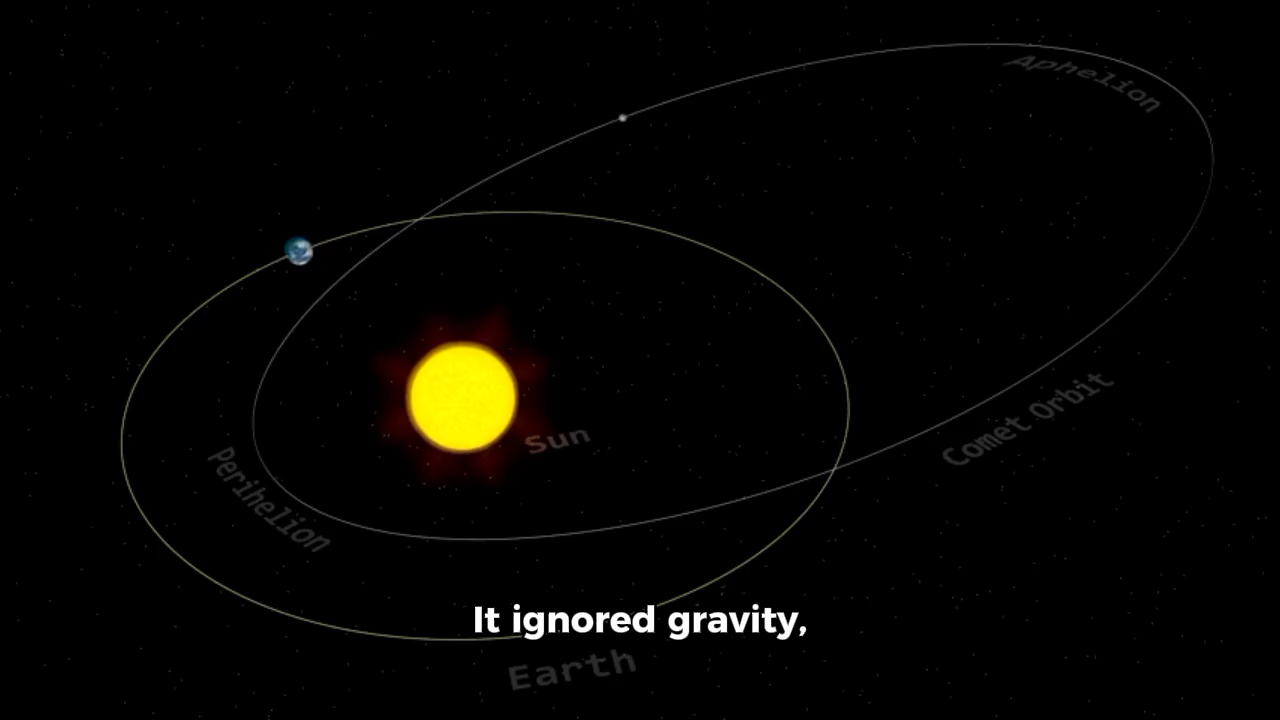 Aphelion
Comet Orbit
Sun
Perihelion
It ignored gravity,
Earth